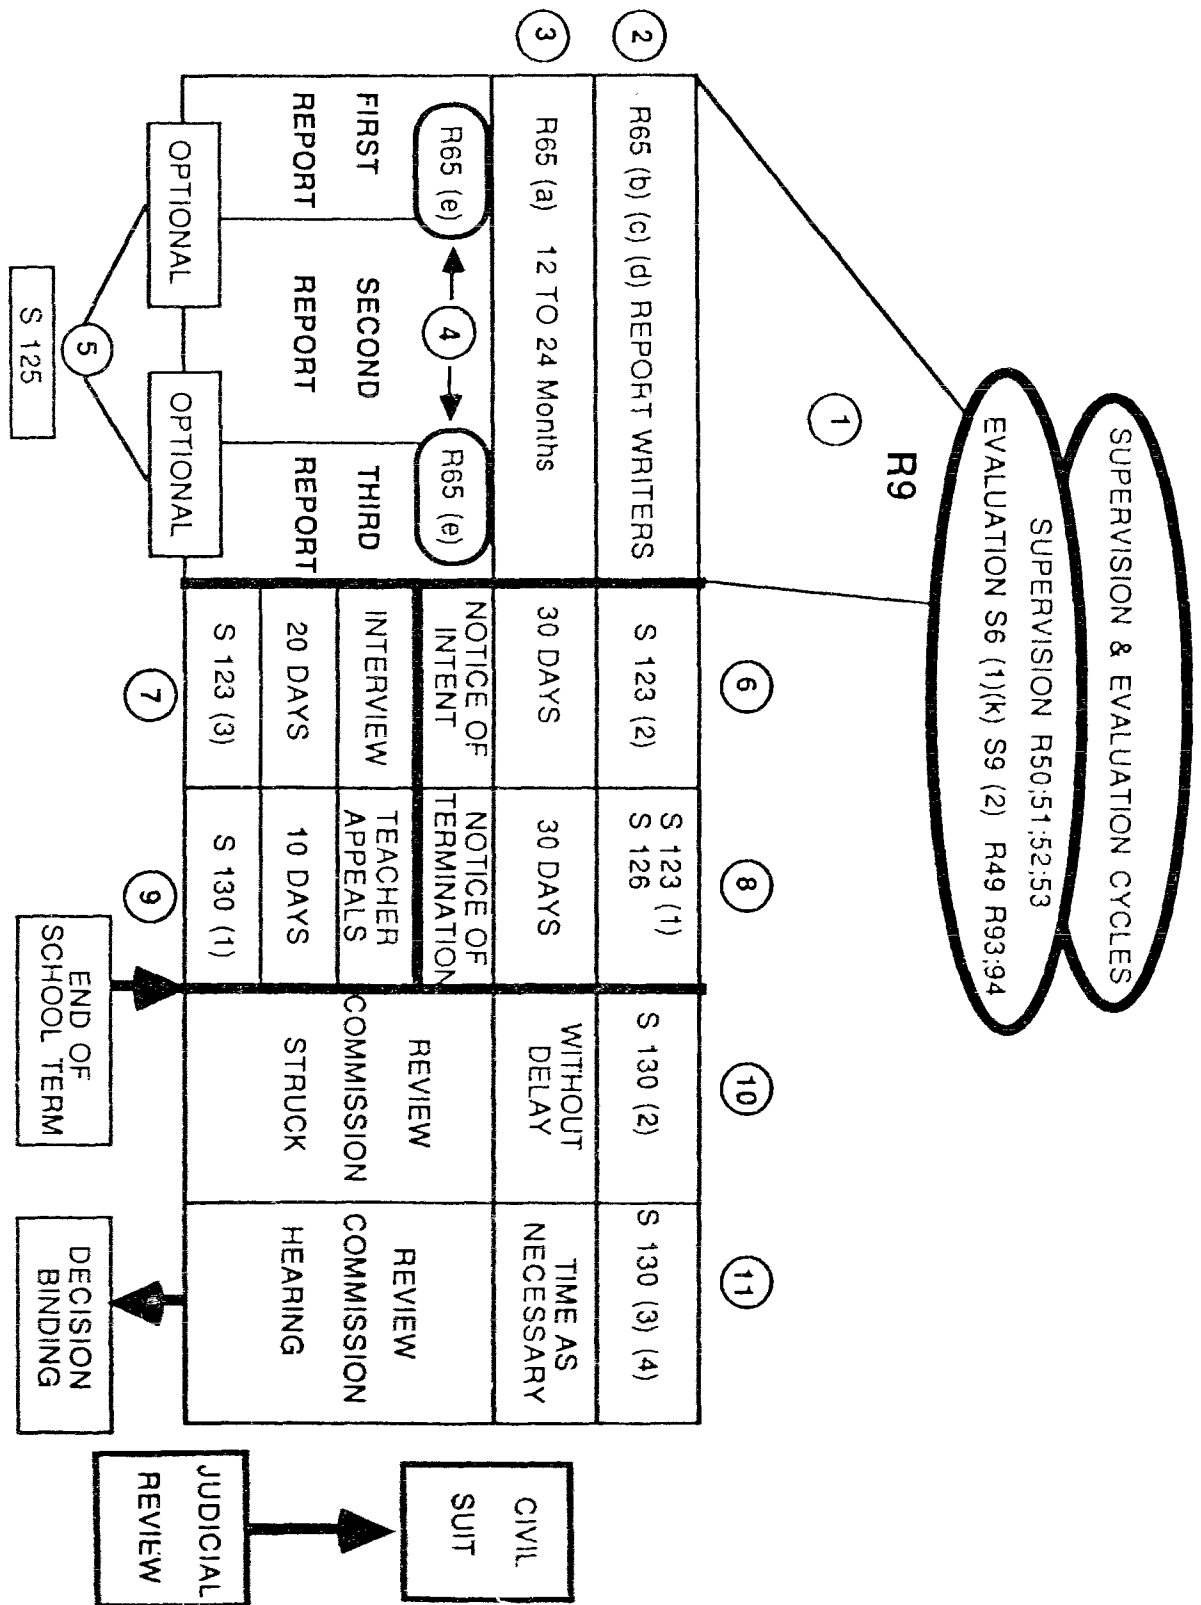 SUPERVISION & EVALUATION CYCLES
SUPERVISION R50;51;52;53
EVALUATION S6 (1)(k) S9 (2) R49 R93;94
R9
1
2
R65 (b) (c) (d) REPORT WRITERS
3
R65 (a) 12 TO 24 Months
R65 (e)
4
R65 (e)
FIRST
REPORT
SECOND
REPORT
THIRD
REPORT
OPTIONAL
OPTIONAL
5
S 125
6
S 123 (2)
30 DAYS
NOTICE OF
INTENT
INTERVIEW
20 DAYS
S 123 (3)
7
8
S 123 (1)
S 126
30 DAYS
NOTICE OF
TERMINATION
TEACHER
APPEALS
10 DAYS
S 130 (1)
9
END OF
SCHOOL TERM
10
S 130 (2)
WITHOUT
DELAY
REVIEW
COMMISSION
STRUCK
11
S 130 (3) (4)
TIME AS
NECESSARY
REVIEW
COMMISSION
HEARING
DECISION
BINDING
CIVIL
SUIT
JUDICIAL
REVIEW